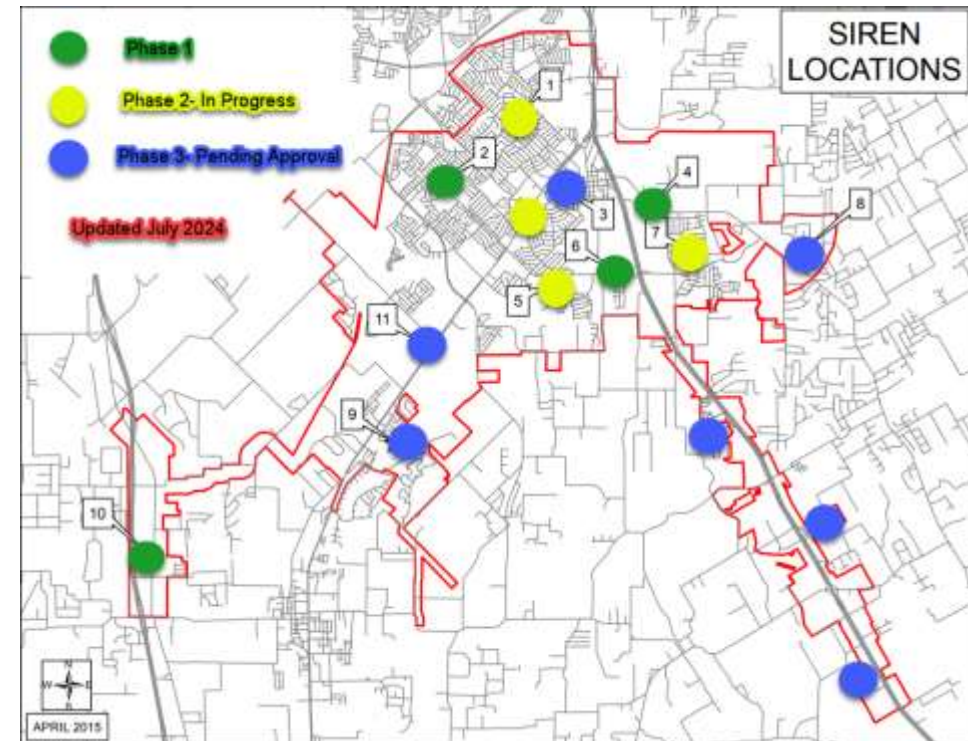 SIREN
LOCATIONS
Phase 1
Phase 2- In Progress
Phase 3- Pending Approval
Updated July 2024
1
2
3
4
8
7
6
5
11
9
10
N
W E
S
APRIL 2015